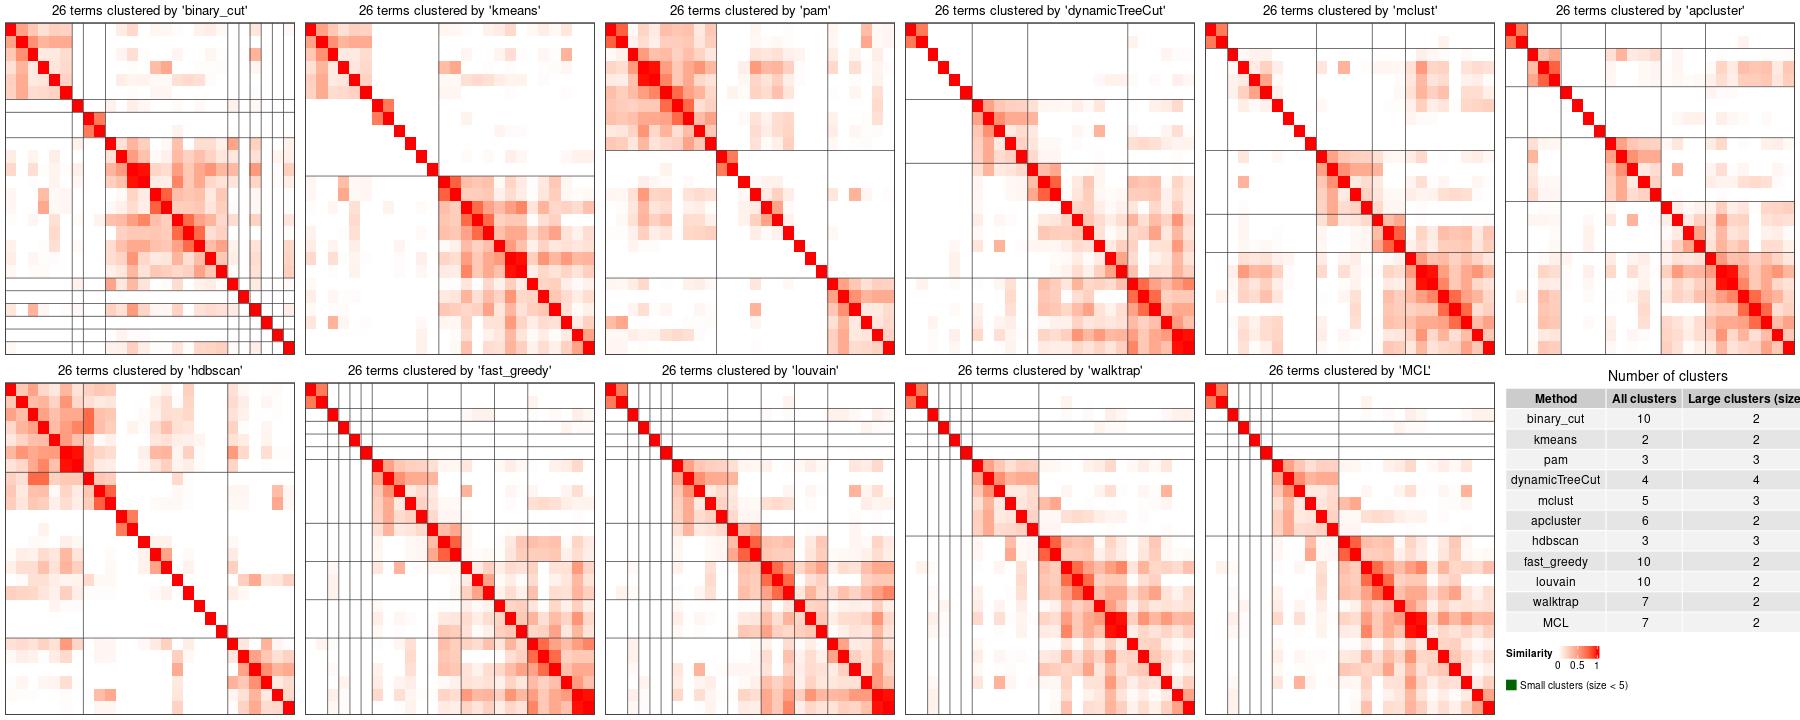 26 terms clustered by 'binary_cut'
26 terms clustered by 'kmeans'
26 terms clustered by 'pam'
26 terms clustered by 'dynamicTreeCut'
26 terms clustered by 'mclust'
26 terms clustered by 'apcluster'
26 terms clustered by 'hdbscan'
26 terms clustered by 'fast_greedy'
26 terms clustered by 'louvain'
26 terms clustered by 'walktrap'
26 terms clustered by 'MCL'
Number of clusters
Method All clusters Large clusters (size
binary_cut 10 2
kmeans 2 2
pam 3 3
dynamicTreeCut 4 4
mclust 5 3
apcluster 6 2
hdbscan 3 3
fast_greedy 10 2
louvain 10 2
walktrap 7 2
MCL 7 2
Similarity
0 0.5 1
Small clusters (size < 5)